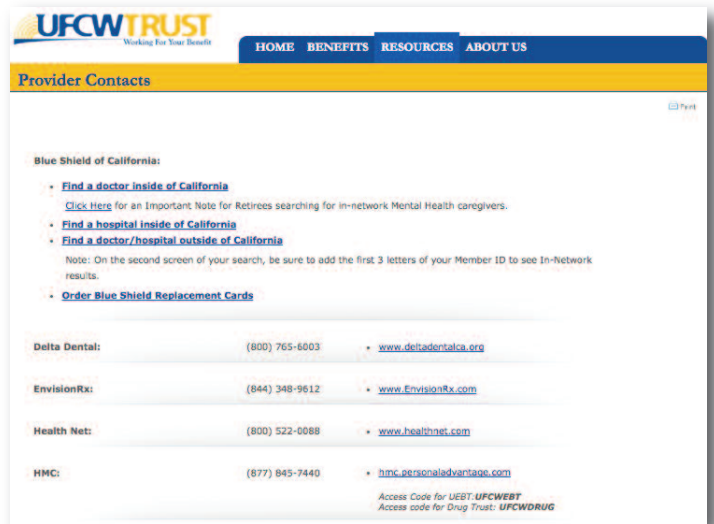 UFCWTRUST
Working For Your Benefit
HOME BENEFITS RESOURCES ABOUT US
Provider Contacts
Print
Blue Shield of California:
• Find a doctor inside of California
Click Here for an Important Note for Retirees searching for in-network Mental Health caregivers.
• Find a hospital inside of California
• Find a doctor/hospital outside of California
Note: On the second screen of your search, be sure to add the first 3 letters of your Member ID to see In-Network
results.
• Order Blue Shield Replacement Cards
Delta Dental: (800) 765-6003 • www.deltadentalca.org
EnvisionRx: (844) 348-9612 • www.EnvisionRx.com
Health Net: (800) 522-0088 • www.healthnet.com
HMC: (877) 845-7440 • hmc.personaladvantage.com
Access Code for UEBT:UFCWEBT
Access code for Drug Trust: UFCWDRUG